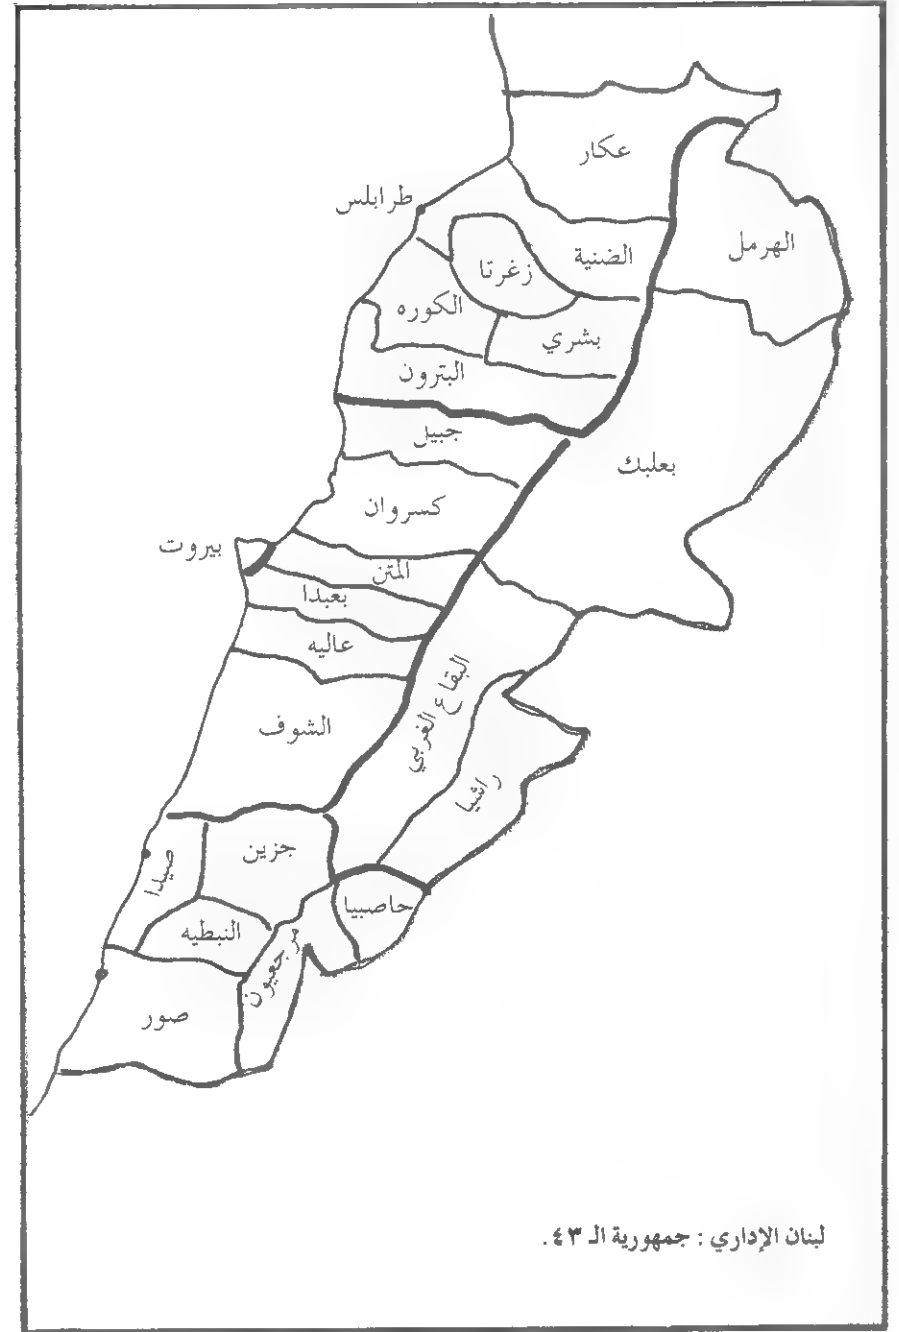 عكار
طرابلس
الهرمل
الضنية
زغرتا
الكوره
بشري
البترون
جبيل
بعلبك
كسروان
بيروت
المتن
بعبدا
عاليه
البقاع الغربي
الشوف
راشيا
جزين
صيدا
حاصبيا
النبطيه
مرجعيون
صور
لبنان الإداري : جمهورية الـ ٤٣ .